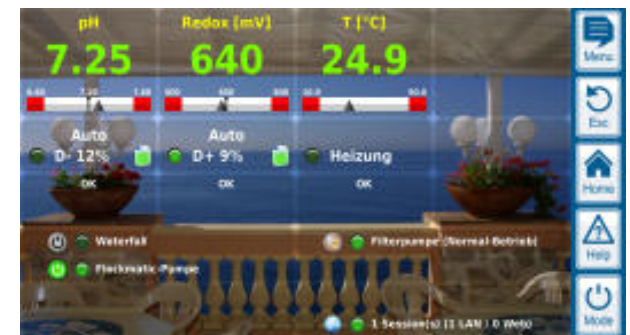 pH Redox [mV] T [°C]
7.25 640 24.9
Auto Auto
D- 12% D+ 9% Heizung
OK OK OK
Waterfall
Filterpumpe (Normal Betrieb)
Flockmatic-Pumpe
1 Session(s) (1 LAN / 0 Web)
Menu
Esc
Home
Help
Mode